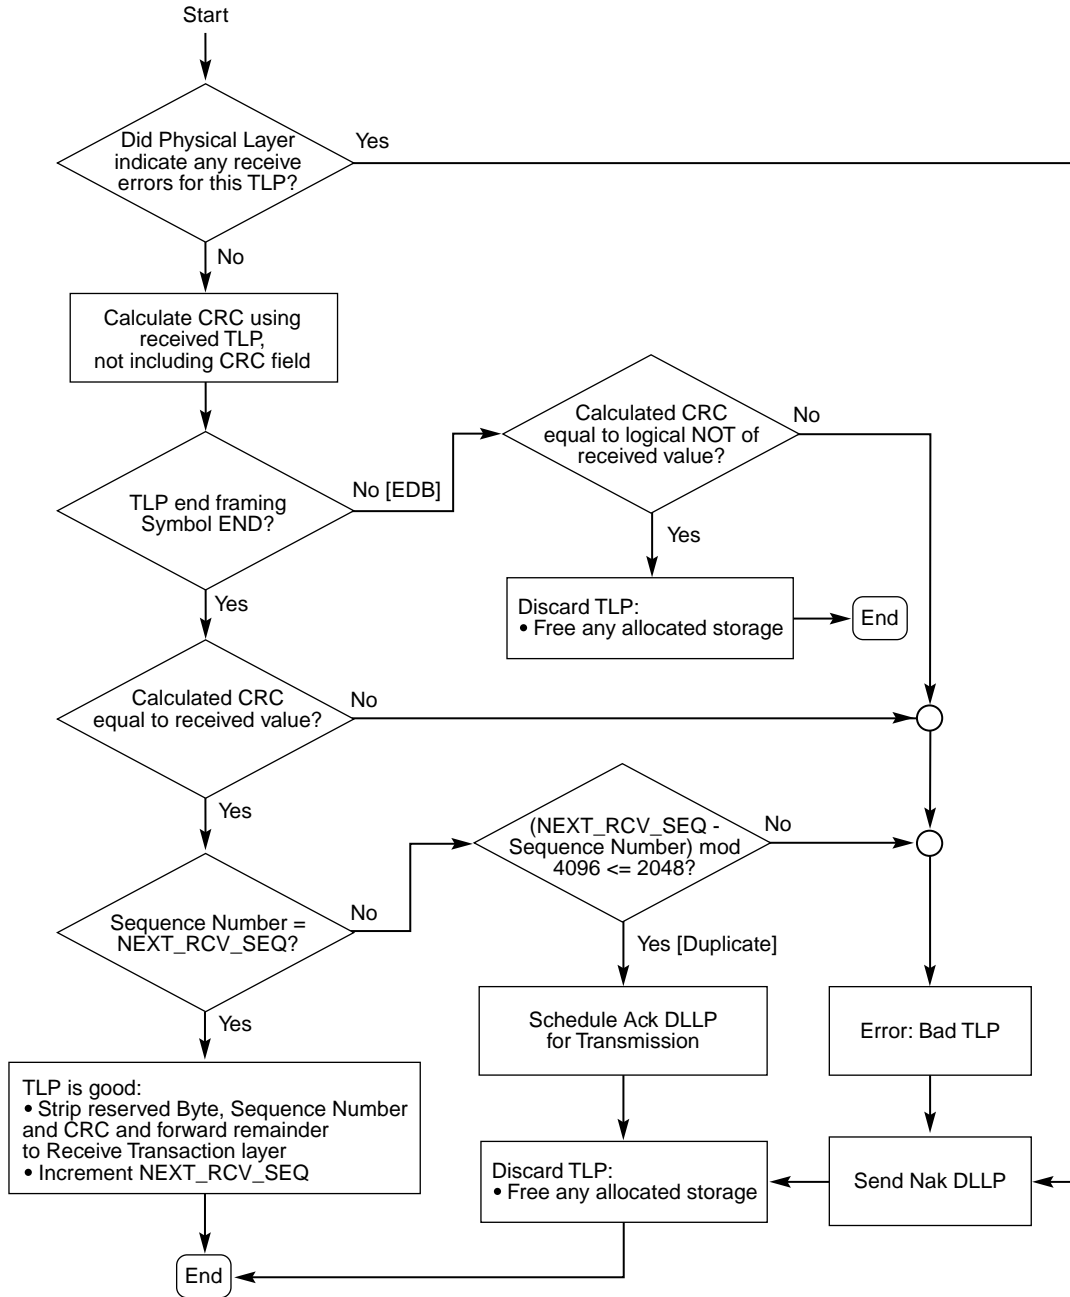 Start
Did Physical Layer
indicate any receive
errors for this TLP?
Yes
No
Calculate CRC using
received TLP,
not including CRC field
Calculated CRC
equal to logical NOT of
received value?
No
TLP end framing
Symbol END?
No [EDB]
Yes
Discard TLP:
• Free any allocated storage
End
Yes
Calculated CRC
equal to received value?
No
Yes
(NEXT_RCV_SEQ -
Sequence Number) mod
4096 <= 2048?
No
Sequence Number =
NEXT_RCV_SEQ?
No
Yes [Duplicate]
Yes
Schedule Ack DLLP
for Transmission
Error: Bad TLP
TLP is good:
• Strip reserved Byte, Sequence Number
and CRC and forward remainder
to Receive Transaction layer
• Increment NEXT_RCV_SEQ
Discard TLP:
• Free any allocated storage
Send Nak DLLP
End